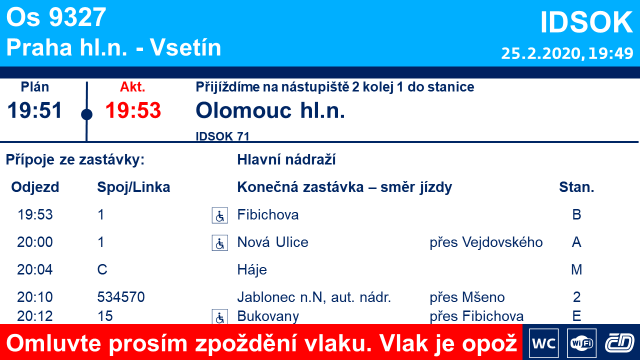 Os 9327
IDSOK
Praha hl.n. - Vsetín
25.2.2020, 19:49
Plán Akt. Přijíždíme na nástupiště 2 kolej 1 do stanice
19:51 19:53 Olomouc hl.n.
IDSOK 71
Přípoje ze zastávky: Hlavní nádraží
Odjezd Spoj/Linka Konečná zastávka – směr jízdy Stan.
19:53 1 Fibichova B
20:00 1 Nová Ulice přes Vejdovského A
20:04 C Háje M
20:10 534570 Jablonec n.N, aut. nádr. přes Mšeno 2
20:12 15 Bukovany přes Fibichova E
Omluvte prosím zpoždění vlaku. Vlak je opož WC WiFi ČD